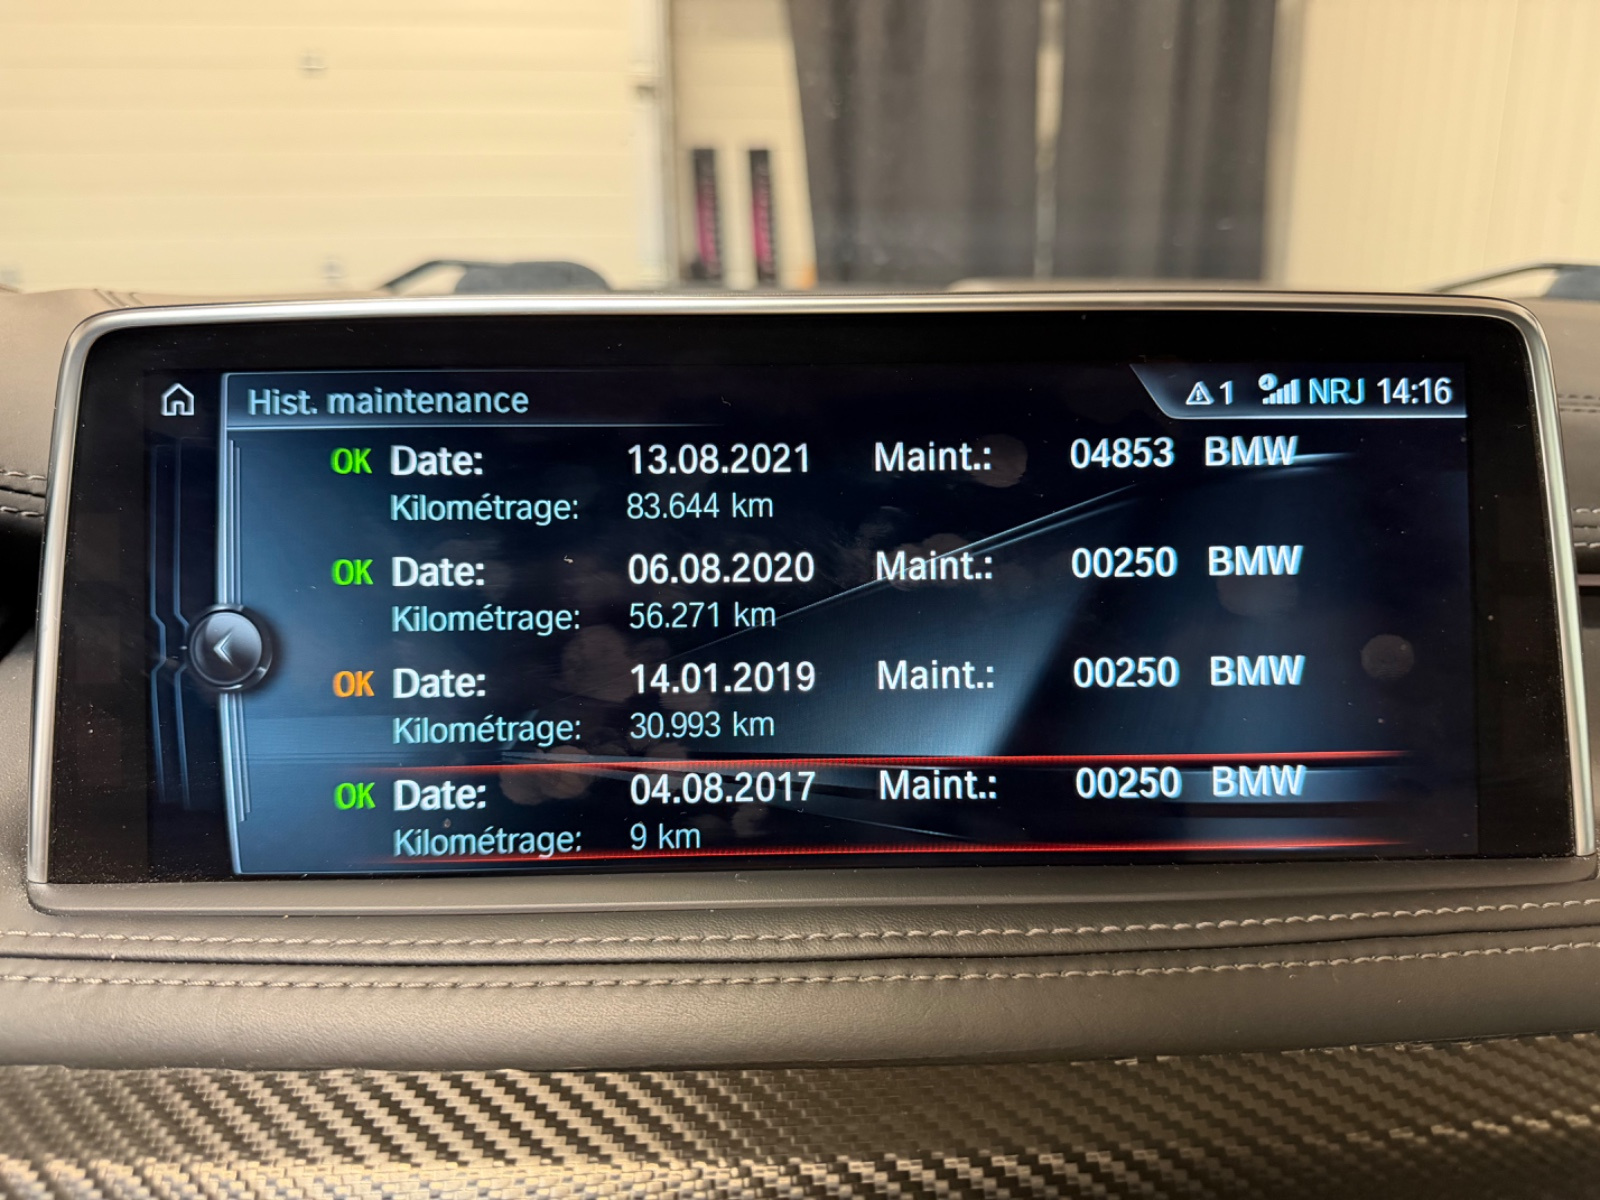 Hist. maintenance
1 NRJ 14:16
OK Date: 13.08.2021 Maint.: 04853 BMW
Kilométrage: 83.644 km
OK Date: 06.08.2020 Maint.: 00250 BMW
Kilométrage: 56.271 km
OK Date: 14.01.2019 Maint.: 00250 BMW
Kilométrage: 30.993 km
OK Date: 04.08.2017 Maint.: 00250 BMW
Kilométrage: 9 km